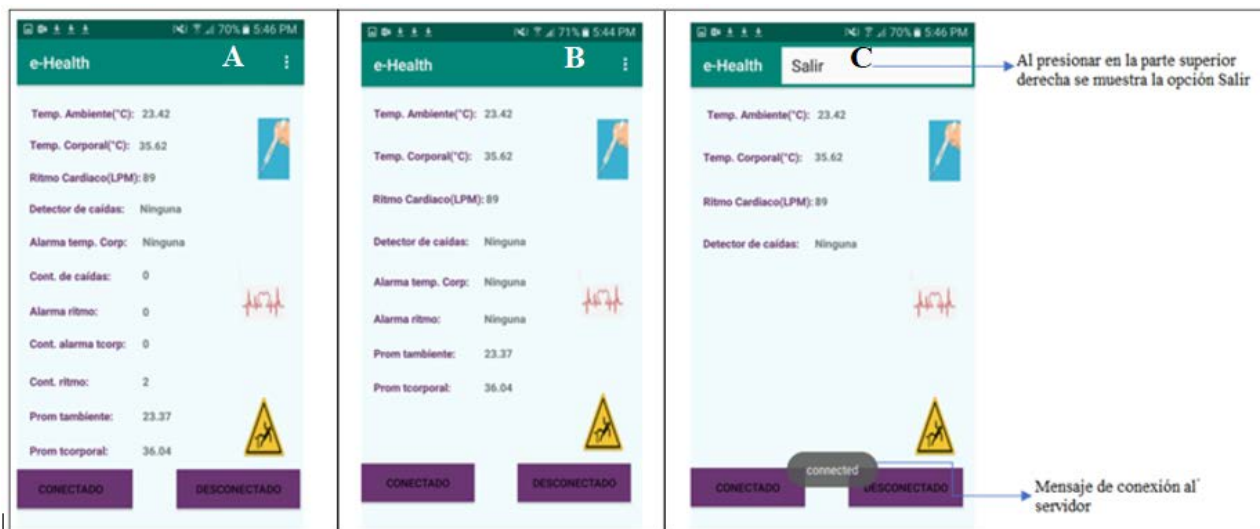 70% 5:46 PM
e-Health A
Temp. Ambiente(°C): 23.42
Temp. Corporal(°C): 35.62
Ritmo Cardiaco(LPM): 89
Detector de caídas: Ninguna
Alarma temp. Corp: Ninguna
Cont. de caídas: 0
Alarma ritmo: 0
Cont. alarma tcorp: 0
Cont. ritmo: 2
Prom tambiente: 23.37
Prom tcorporal: 36.04
CONECTADO DESCONECTADO
71% 5:44 PM
e-Health B
Temp. Ambiente(°C): 23.42
Temp. Corporal(°C): 35.62
Ritmo Cardiaco(LPM): 89
Detector de caídas: Ninguna
Alarma temp. Corp: Ninguna
Alarma ritmo: Ninguna
Prom tambiente: 23.37
Prom tcorporal: 36.04
CONECTADO DESCONECTADO
70% 5:46 PM
e-Health Salir C
Temp. Ambiente(°C): 23.42
Temp. Corporal(°C): 35.62
Ritmo Cardiaco(LPM): 89
Detector de caídas: Ninguna
connected
CONECTADO DESCONECTADO
Al presionar en la parte superior
derecha se muestra la opción Salir
Mensaje de conexión al´
servidor